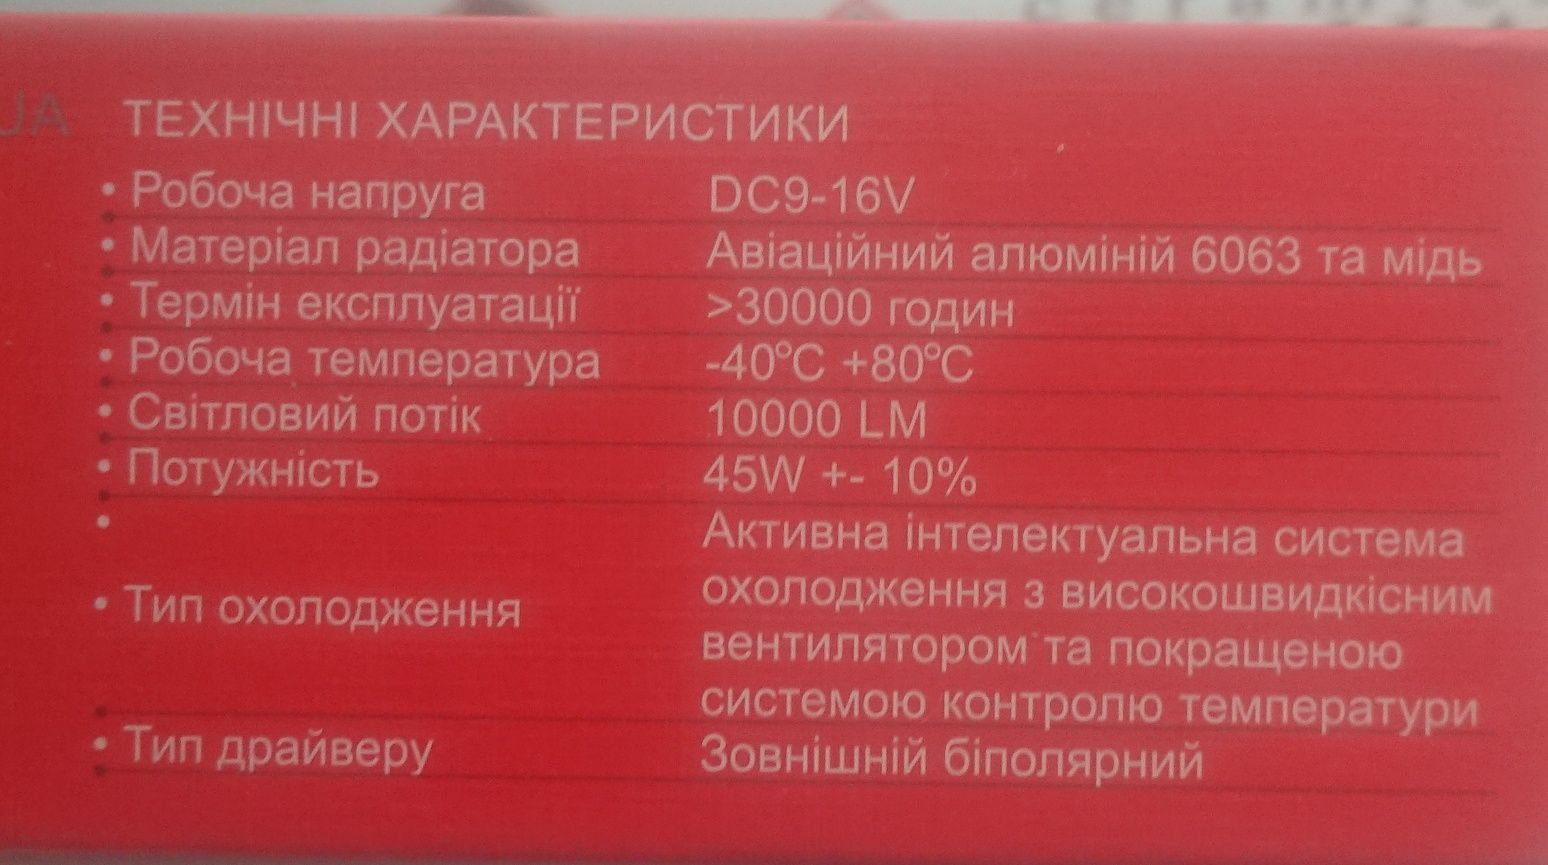 UA ТЕХНІЧНІ ХАРАКТЕРИСТИКИ
• Робоча напруга DC9-16V
• Матеріал радіатора Авіаційний алюміній 6063 та мідь
• Термін експлуатації >30000 годин
• Робоча температура -40ºC +80ºC
• Світловий потік 10000 LM
• Потужність 45W +- 10%
• Активна інтелектуальна система
охолодження з високошвидкісним
• Тип охолодження
вентилятором та покращеною
системою контролю температури
• Тип драйверу Зовнішній біполярний